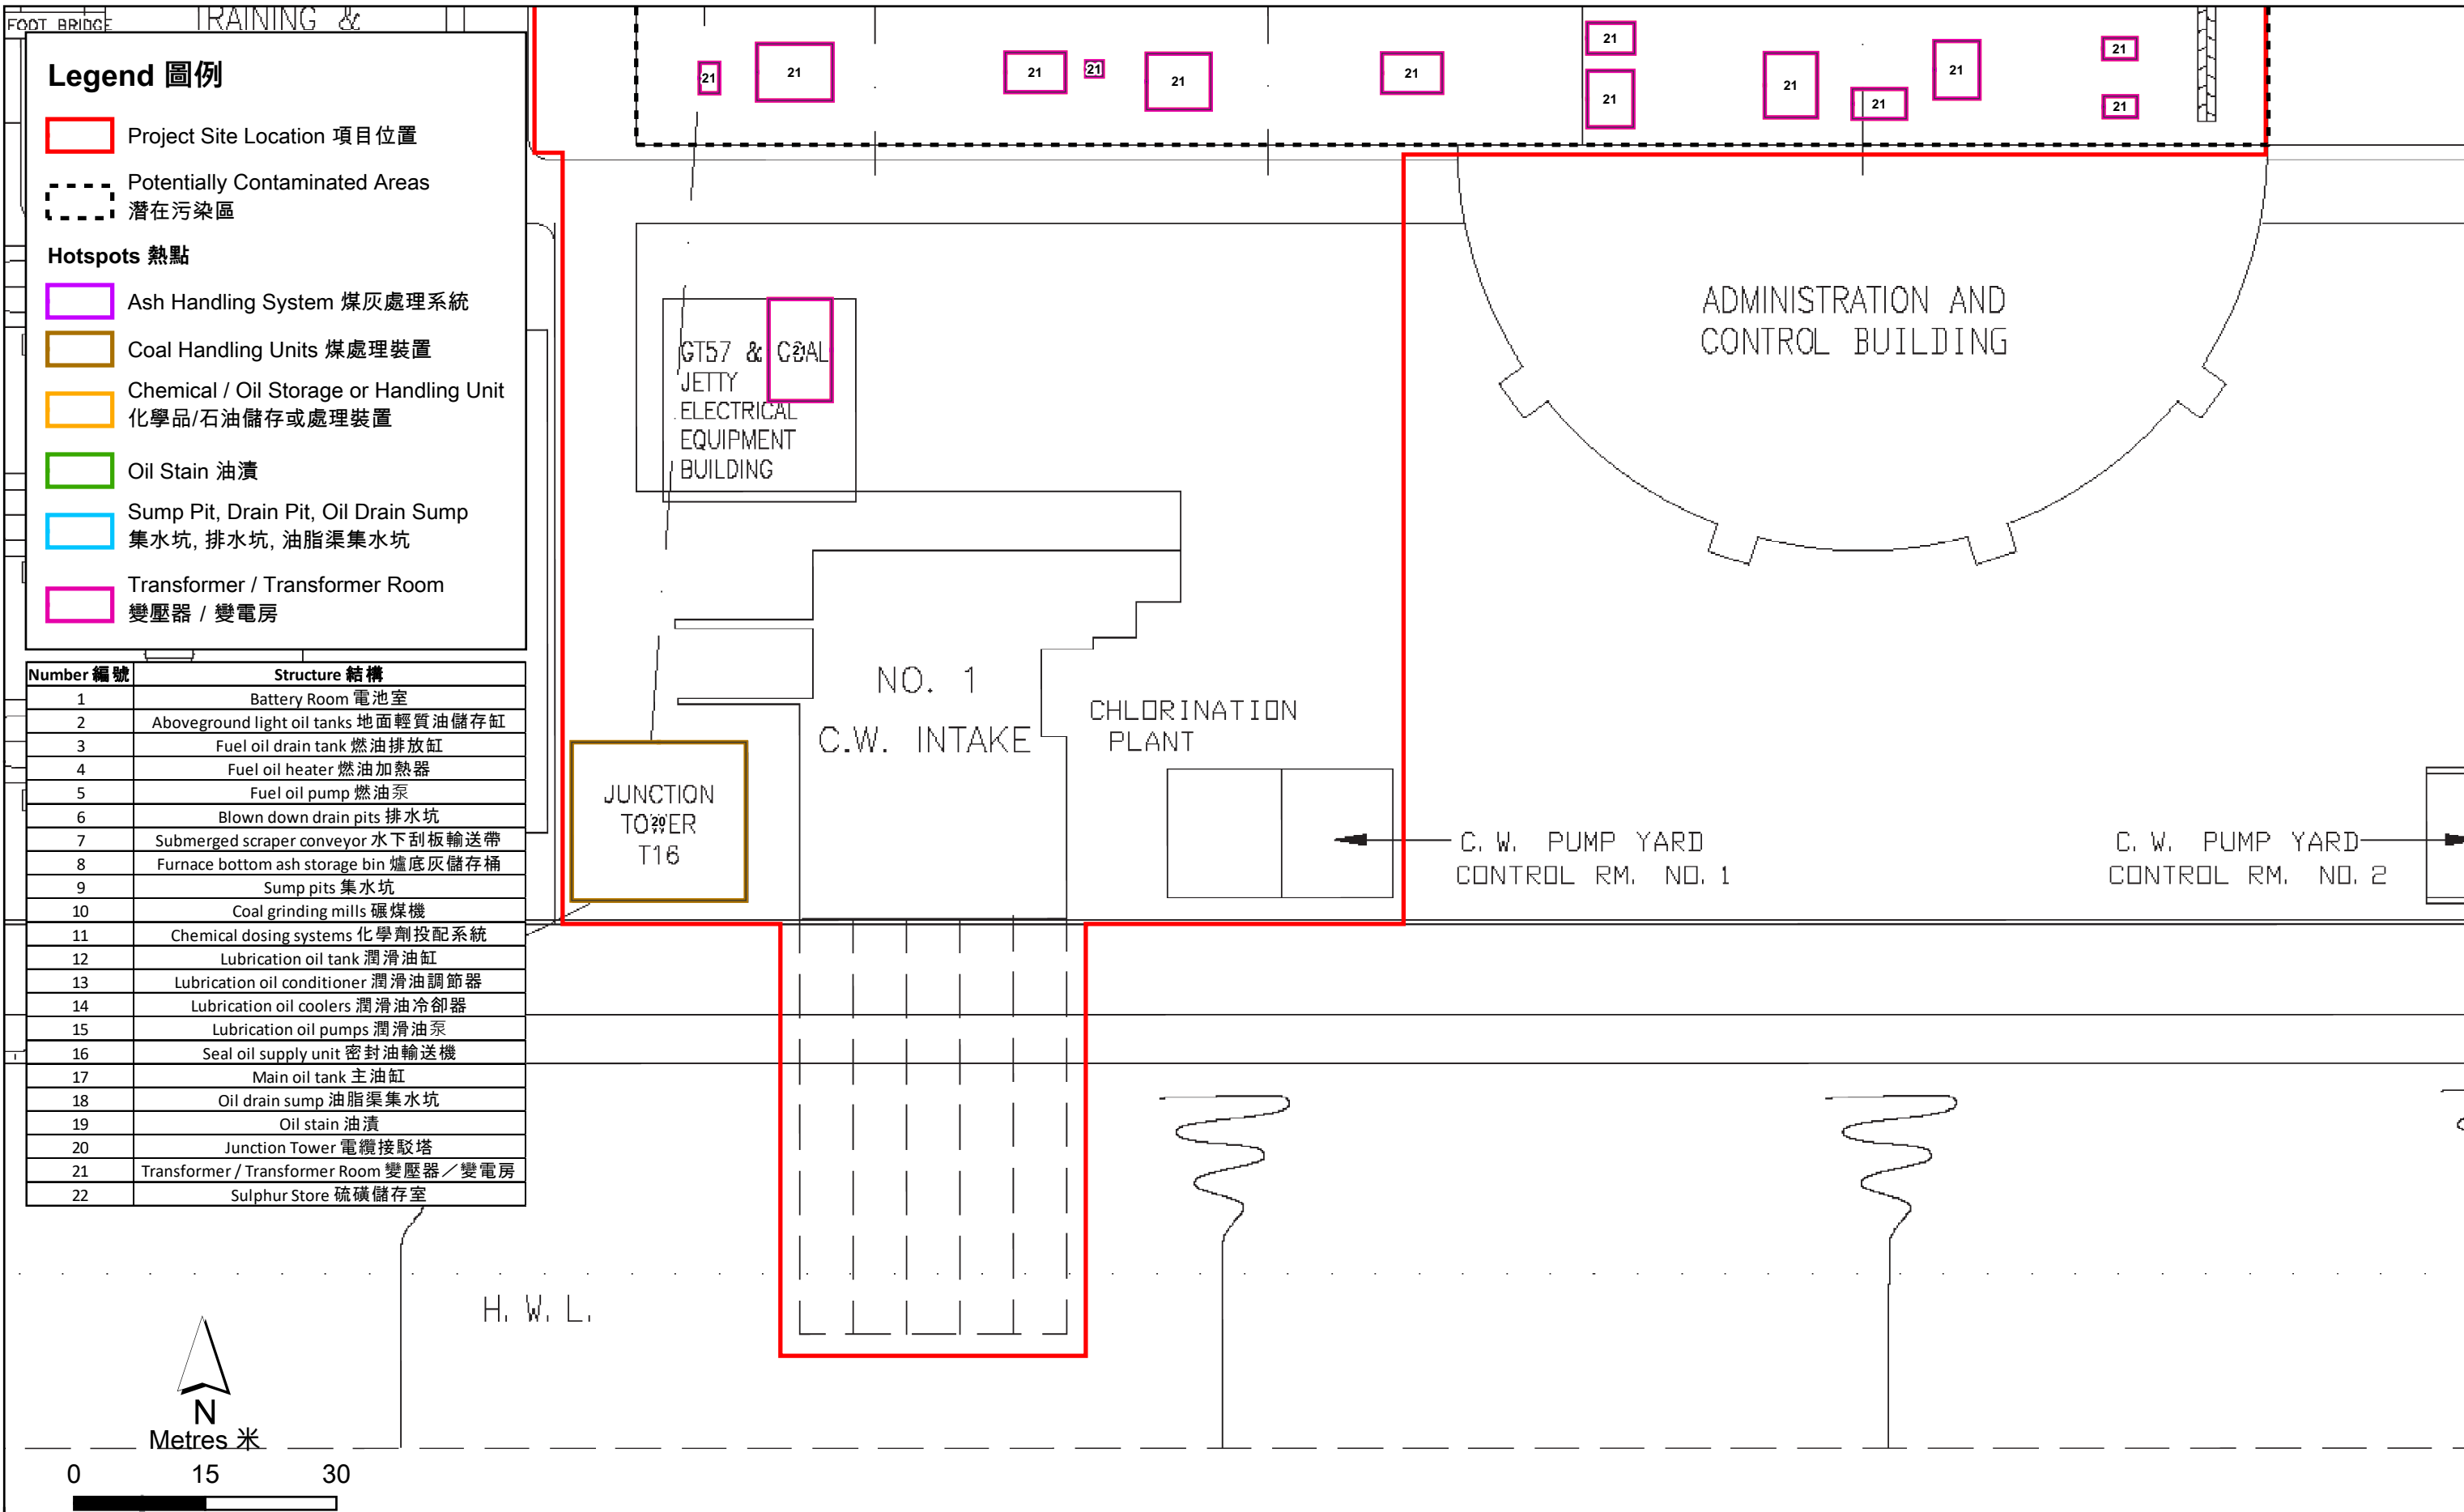 FOOT BRIDGE
TRAINING &
Legend 圖例
Project Site Location 項目位置
Potentially Contaminated Areas
潛在污染區
Hotspots 熱點
Ash Handling System 煤灰處理系統
Coal Handling Units 煤處理裝置
Chemical / Oil Storage or Handling Unit
化學品/石油儲存或處理裝置
Oil Stain 油漬
Sump Pit, Drain Pit, Oil Drain Sump
集水坑, 排水坑, 油脂渠集水坑
Transformer / Transformer Room
變壓器 / 變電房
Number 編號 Structure 結構
1 Battery Room 電池室
2 Aboveground light oil tanks 地面輕質油儲存缸
3 Fuel oil drain tank 燃油排放缸
4 Fuel oil heater 燃油加熱器
5 Fuel oil pump 燃油泵
6 Blown down drain pits 排水坑
7 Submerged scraper conveyor 水下刮板輸送帶
8 Furnace bottom ash storage bin 爐底灰儲存桶
9 Sump pits 集水坑
10 Coal grinding mills 碾煤機
11 Chemical dosing systems 化學劑投配系統
12 Lubrication oil tank 潤滑油缸
13 Lubrication oil conditioner 潤滑油調節器
14 Lubrication oil coolers 潤滑油冷卻器
15 Lubrication oil pumps 潤滑油泵
16 Seal oil supply unit 密封油輸送機
17 Main oil tank 主油缸
18 Oil drain sump 油脂渠集水坑
19 Oil stain 油漬
20 Junction Tower 電纜接駁塔
21 Transformer / Transformer Room 變壓器／變電房
22 Sulphur Store 硫磺儲存室
N
Metres 米
0 15 30
21
21
21
21
21
21
21
21
21
21
21
21
21
GT57 & COAL
21
JETTY
ELECTRICAL
EQUIPMENT
BUILDING
ADMINISTRATION AND
CONTROL BUILDING
NO. 1
C.W. INTAKE
CHLORINATION
PLANT
JUNCTION
TOWER
20
T16
C. W. PUMP YARD
CONTROL RM. NO. 1
C. W. PUMP YARD
CONTROL RM. NO. 2
H. W. L.